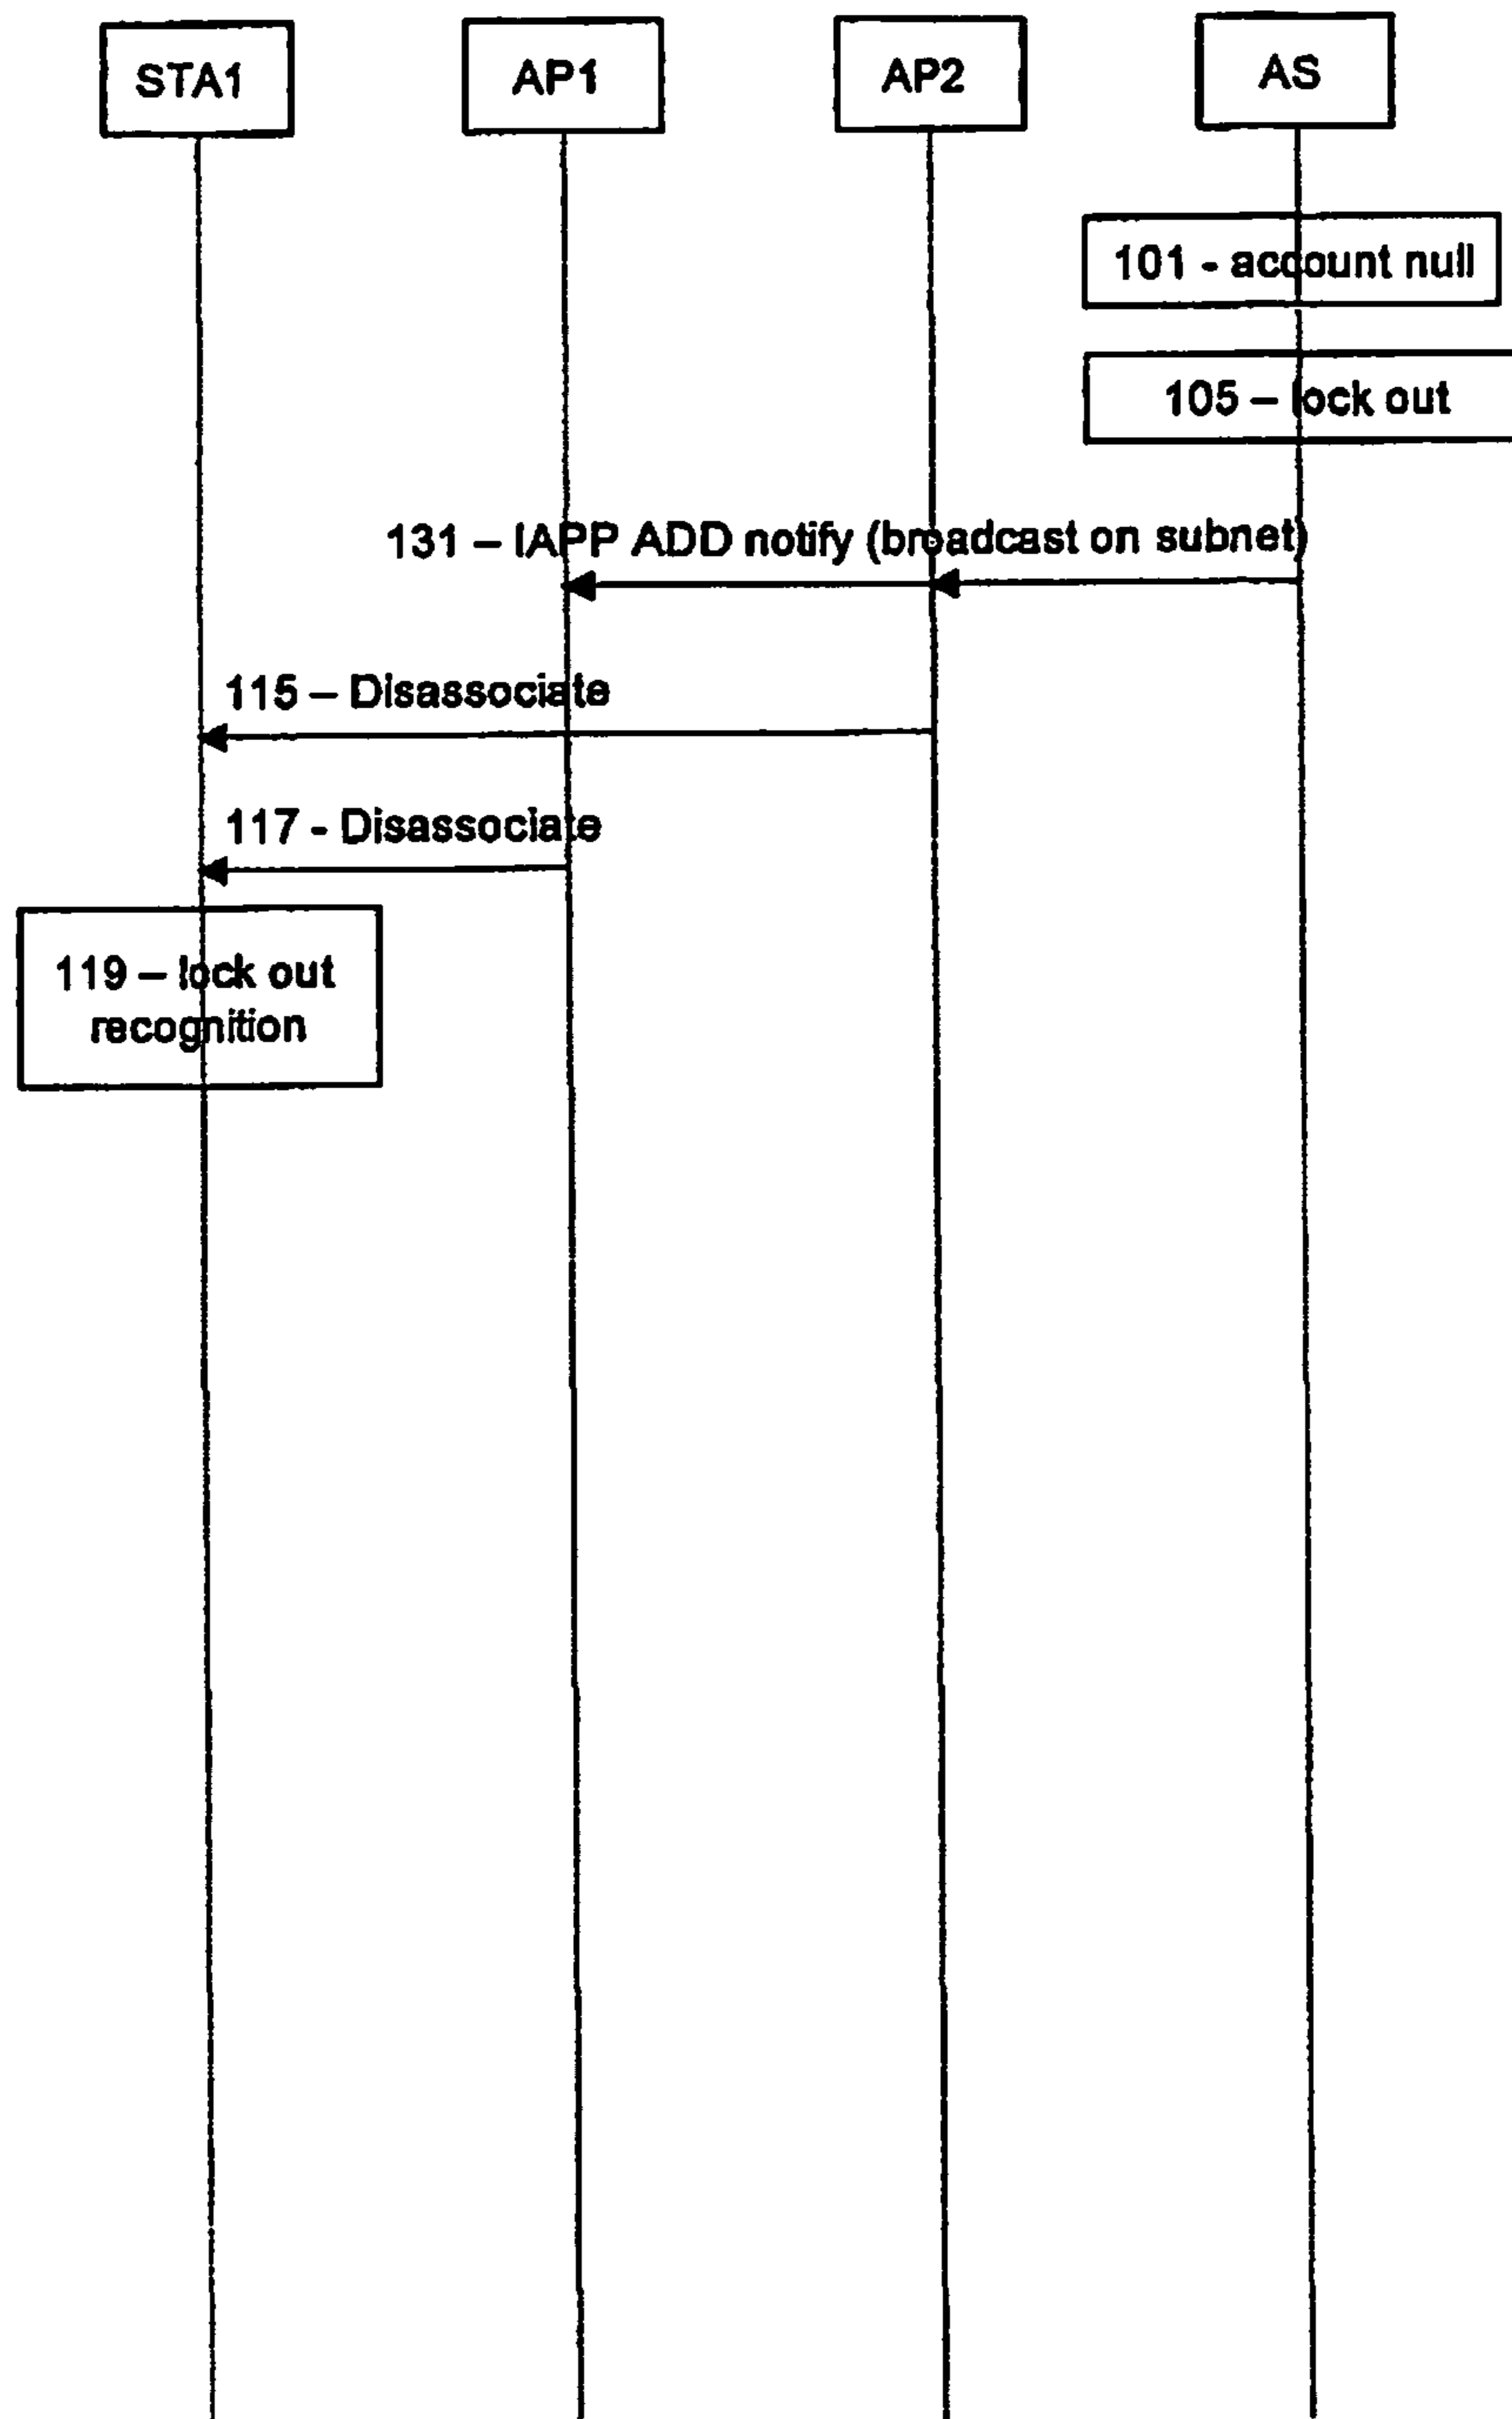 STA1
AP1
AP2
AS
101 - account null
105 – lock out
131 – IAPP ADD notify (broadcast on subnet)
115 – Disassociate
117 - Disassociate
119 – lock out
recognition